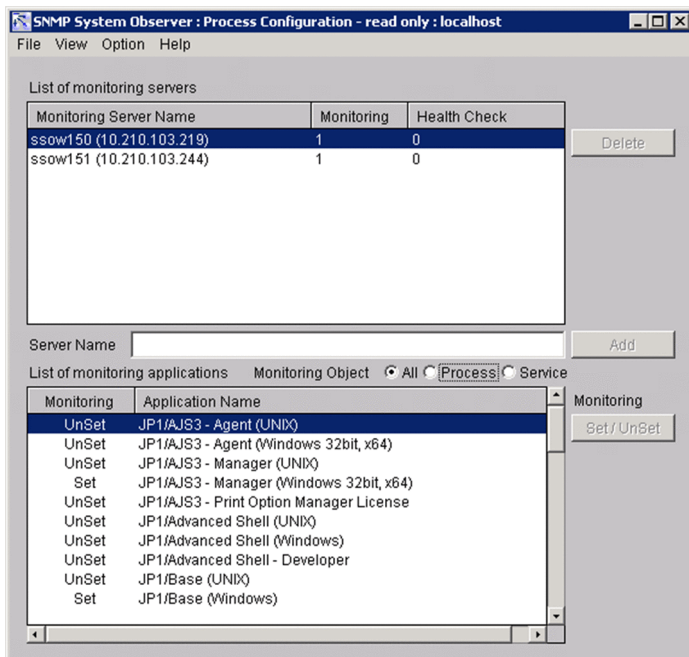 SNMP System Observer : Process Configuration - read only : localhost
File View Option Help
List of monitoring servers
Monitoring Server Name Monitoring Health Check
ssow150 (10.210.103.219) 1 0
Delete
ssow151 (10.210.103.244) 1 0
Server Name Add
List of monitoring applications Monitoring Object All Process Service
Monitoring Application Name Monitoring
UnSet JP1/AJS3 - Agent (UNIX) Set / UnSet
UnSet JP1/AJS3 - Agent (Windows 32bit, x64)
UnSet JP1/AJS3 - Manager (UNIX)
Set JP1/AJS3 - Manager (Windows 32bit, x64)
UnSet JP1/AJS3 - Print Option Manager License
UnSet JP1/Advanced Shell (UNIX)
UnSet JP1/Advanced Shell (Windows)
UnSet JP1/Advanced Shell - Developer
UnSet JP1/Base (UNIX)
Set JP1/Base (Windows)